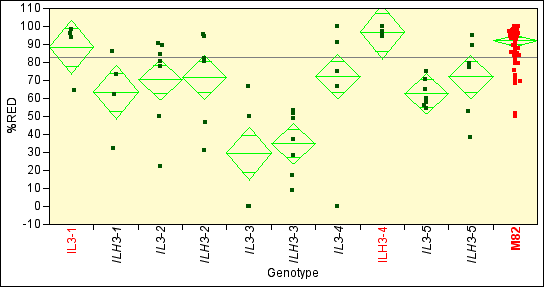 110
100
90
80
70
60
50
40
30
20
10
0
-10
%RED
IL3-1
ILH3-1
IL3-2
ILH3-2
IL3-3
ILH3-3
IL3-4
ILH3-4
IL3-5
ILH3-5
M82
Genotype